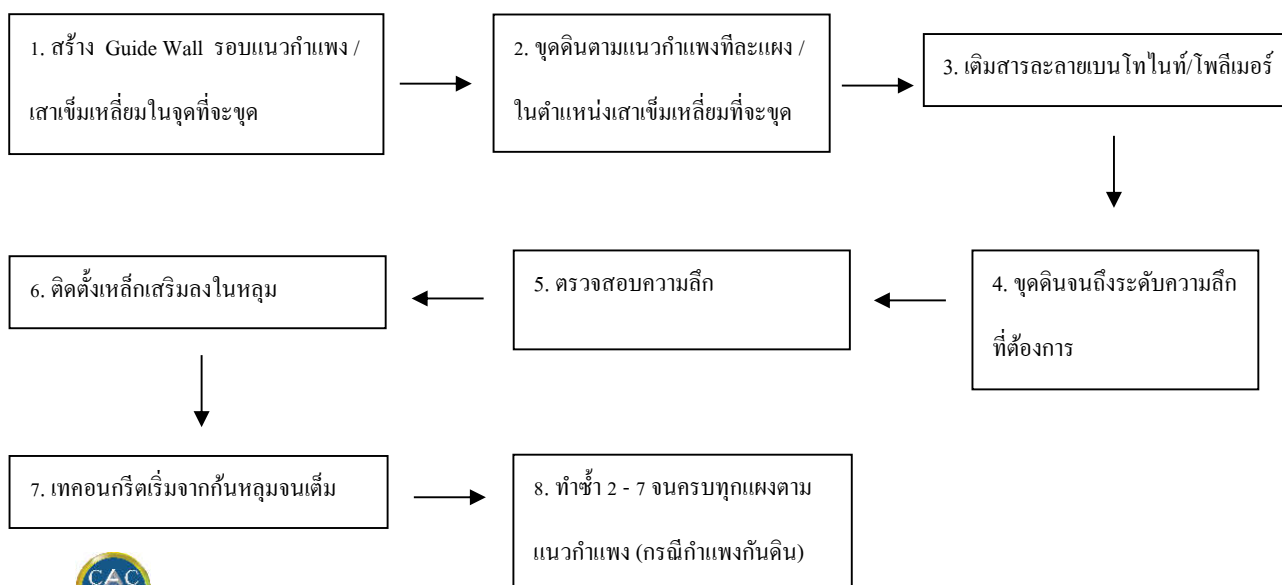 1. สร้าง Guide Wall รอบแนวกำแพง /
เสาเข็มเหลี่ยมในจุดที่จะขุด
2. ขุดดินตามแนวกำแพงทีละแผง /
ในตำแหน่งเสาเข็มเหลี่ยมที่จะขุด
3. เติมสารละลายเบนโทไนท์/โพลีเมอร์
4. ขุดดินจนถึงระดับความลึก
ที่ต้องการ
5. ตรวจสอบความลึก
6. ติดตั้งเหล็กเสริมลงในหลุม
7. เทคอนกรีตเริ่มจากก้นหลุมจนเต็ม
8. ทำซ้ำ 2 - 7 จนครบทุกแผงตาม
แนวกำแพง (กรณีกำแพงกันดิน)
CAC